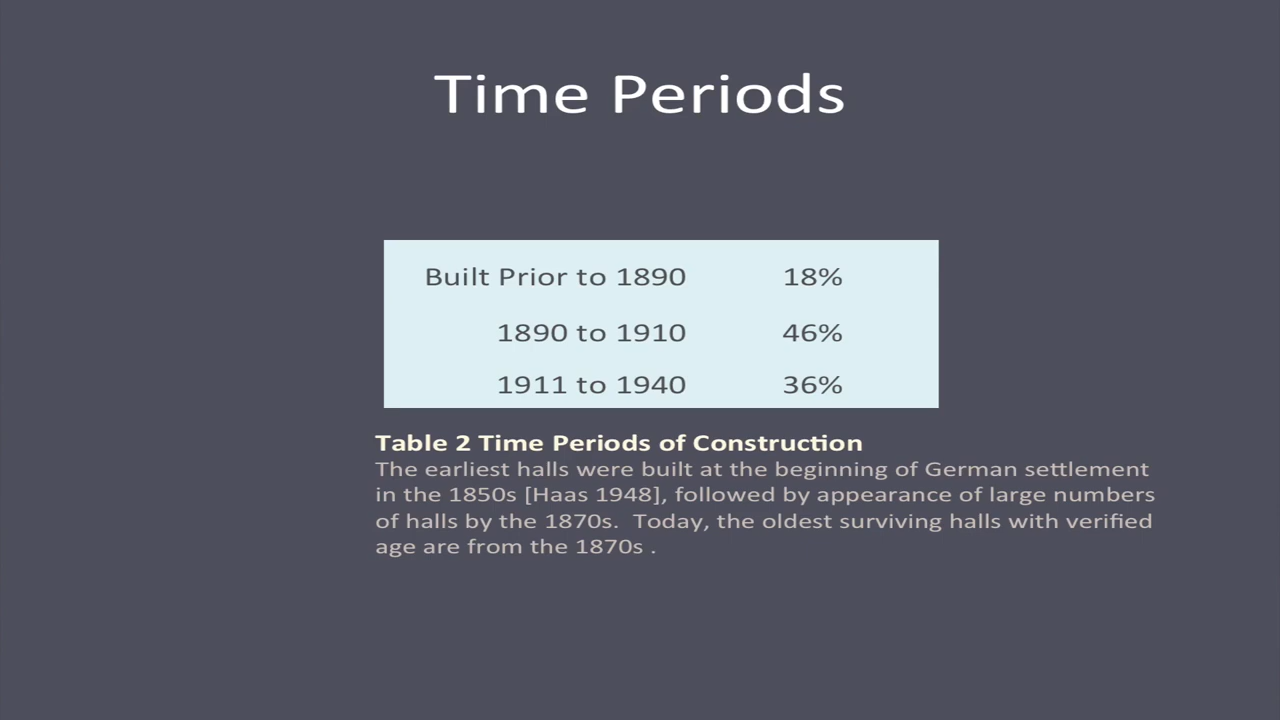 Time Periods
Built Prior to 1890 18%
1890 to 1910 46%
1911 to 1940 36%
Table 2 Time Periods of Construction
The earliest halls were built at the beginning of German settlement
in the 1850s [Haas 1948], followed by appearance of large numbers
of halls by the 1870s.  Today, the oldest surviving halls with verified
age are from the 1870s .